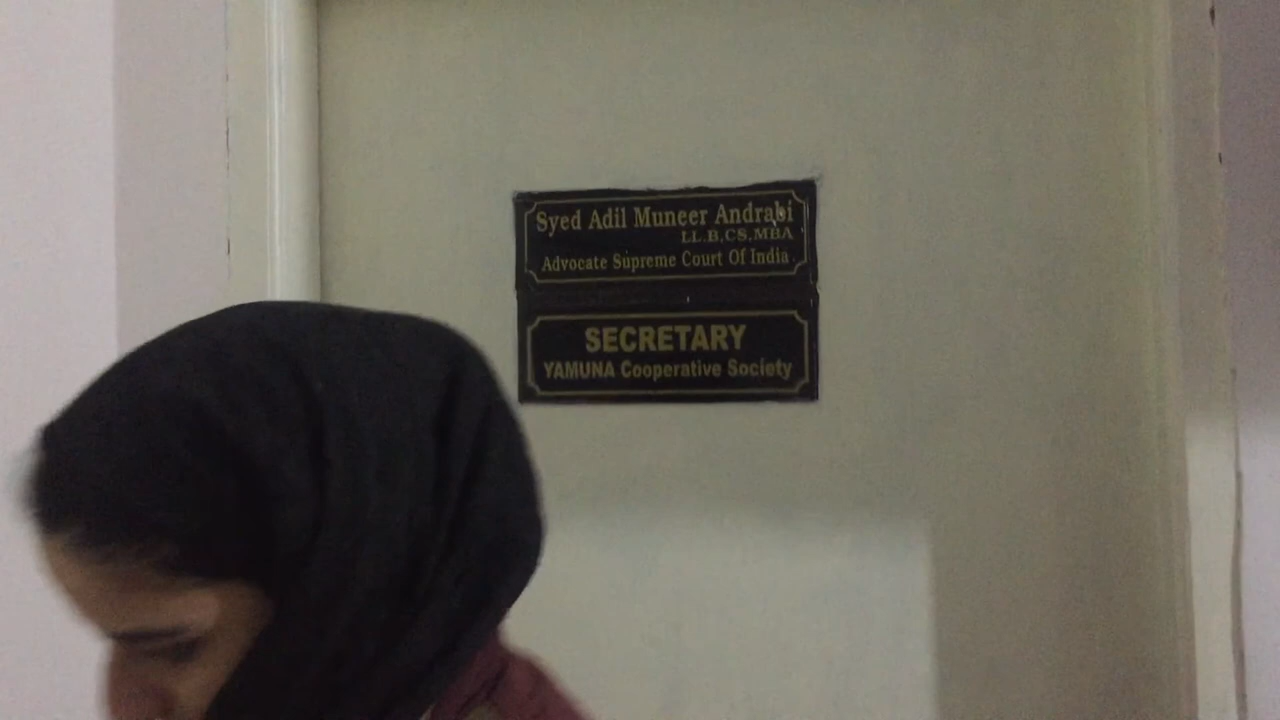 Syed Adil Muneer Andrabi
LL.B,CS,MBA
Advocate Supreme Court Of India
SECRETARY
YAMUNA Cooperative Society